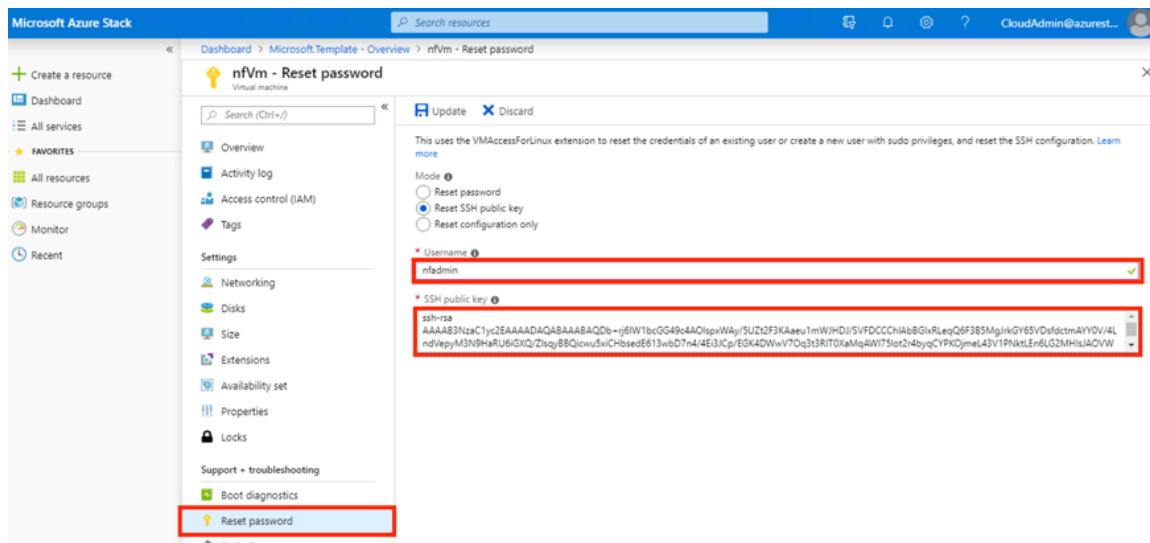 Microsoft Azure Stack
Search resources
CloudAdmin@azurest...
Dashboard > Microsoft.Template - Overview > nfVm - Reset password
Create a resource
Dashboard
All services
FAVORITES
All resources
Resource groups
Monitor
Recent
nfVm - Reset password
Virtual machine
Search (Ctrl+/)
Overview
Activity log
Access control (IAM)
Tags
Settings
Networking
Disks
Size
Extensions
Availability set
Properties
Locks
Support + troubleshooting
Boot diagnostics
Reset password
Update
Discard
This uses the VMAccessForLinux extension to reset the credentials of an existing user or create a new user with sudo privileges, and reset the SSH configuration. Learn
more
Mode
Reset password
Reset SSH public key
Reset configuration only
* Username
nfadmin
* SSH public key
ssh-rsa